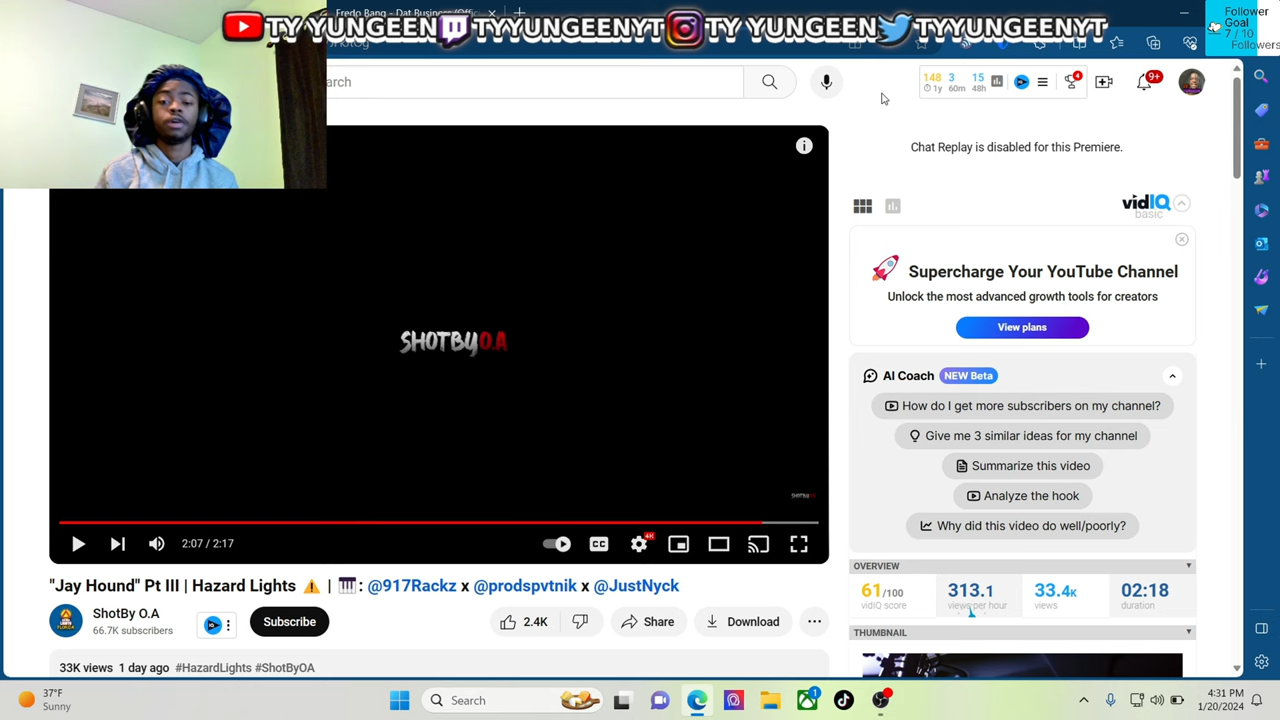 Fredo Bang - Dat Business (Offi
TY YUNGEEN TYYUNGEENYT TY YUNGEEN TYYUNGEENYT
Follower
Goal
7 / 10
Followers
rch
148 3 15
1y 60m 48h
4
9+
Chat Replay is disabled for this Premiere.
vidIQ
basic
Supercharge Your YouTube Channel
Unlock the most advanced growth tools for creators
View plans
SHOTBYO.A
AI Coach NEW Beta
How do I get more subscribers on my channel?
Give me 3 similar ideas for my channel
Summarize this video
Analyze the hook
Why did this video do well/poorly?
SHOTBYO.A
2:07 / 2:17
CC
4K
OVERVIEW
61/100 313.1 33.4K 02:18
vidIQ score views per hour views duration
"Jay Hound" Pt III | Hazard Lights ⚠️ | 🎹: @917Rackz x @prodspvtnik x @JustNyck
ShotBy O.A
66.7K subscribers
Subscribe
2.4K
Share
Download
THUMBNAIL
33K views 1 day ago #HazardLights #ShotByOA
37°F
Sunny
Search
1
4:31 PM
1/20/2024